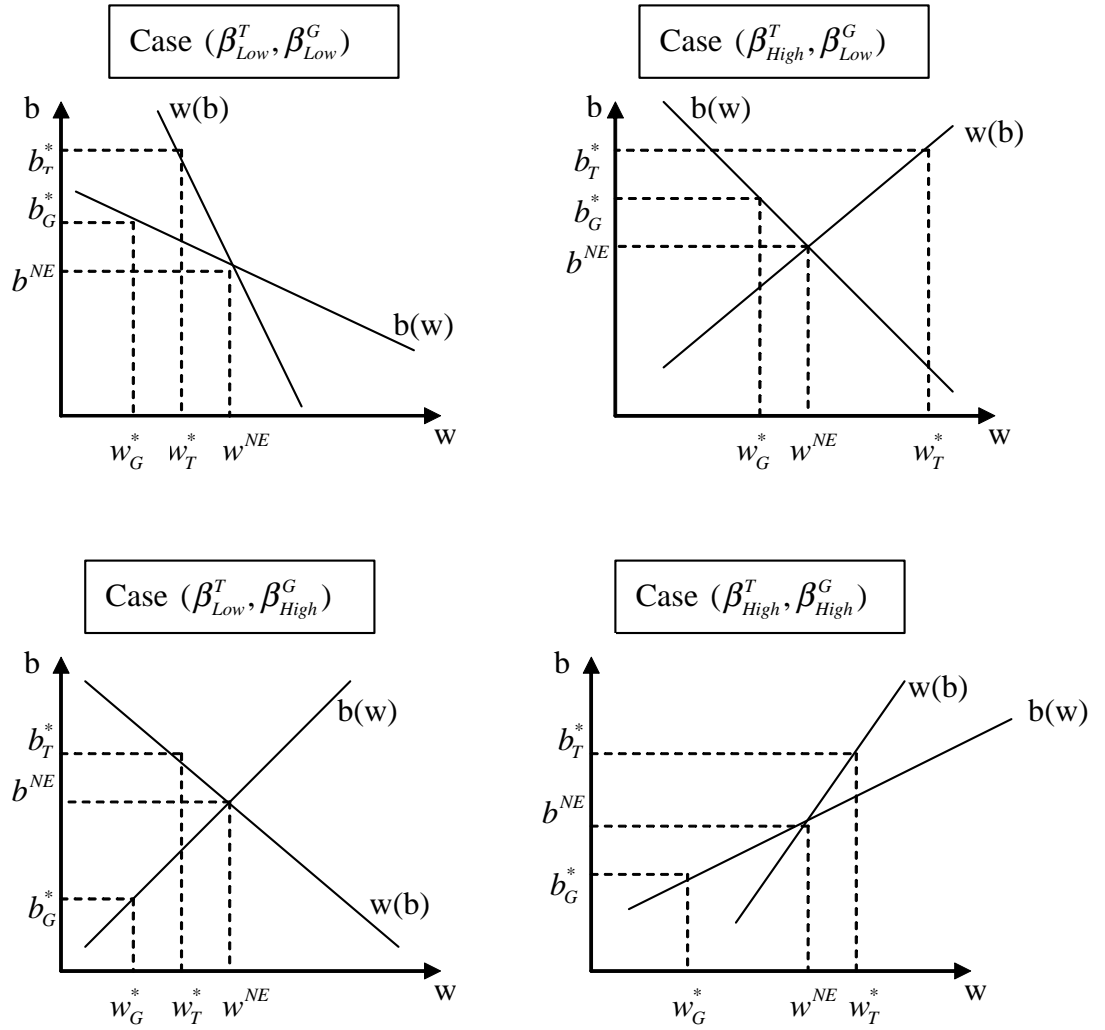 Case (β^T_Low, β^G_Low)
b
w(b)
b*_T
b*_G
b^NE
b(w)
w
w*_G w*_T w^NE
Case (β^T_High, β^G_Low)
b
b(w)
w(b)
b*_T
b*_G
b^NE
w
w*_G w^NE w*_T
Case (β^T_Low, β^G_High)
b
b(w)
b*_T
b^NE
b*_G
w(b)
w
w*_G w*_T w^NE
Case (β^T_High, β^G_High)
b
w(b)
b(w)
b*_T
b^NE
b*_G
w
w*_G w^NE w*_T